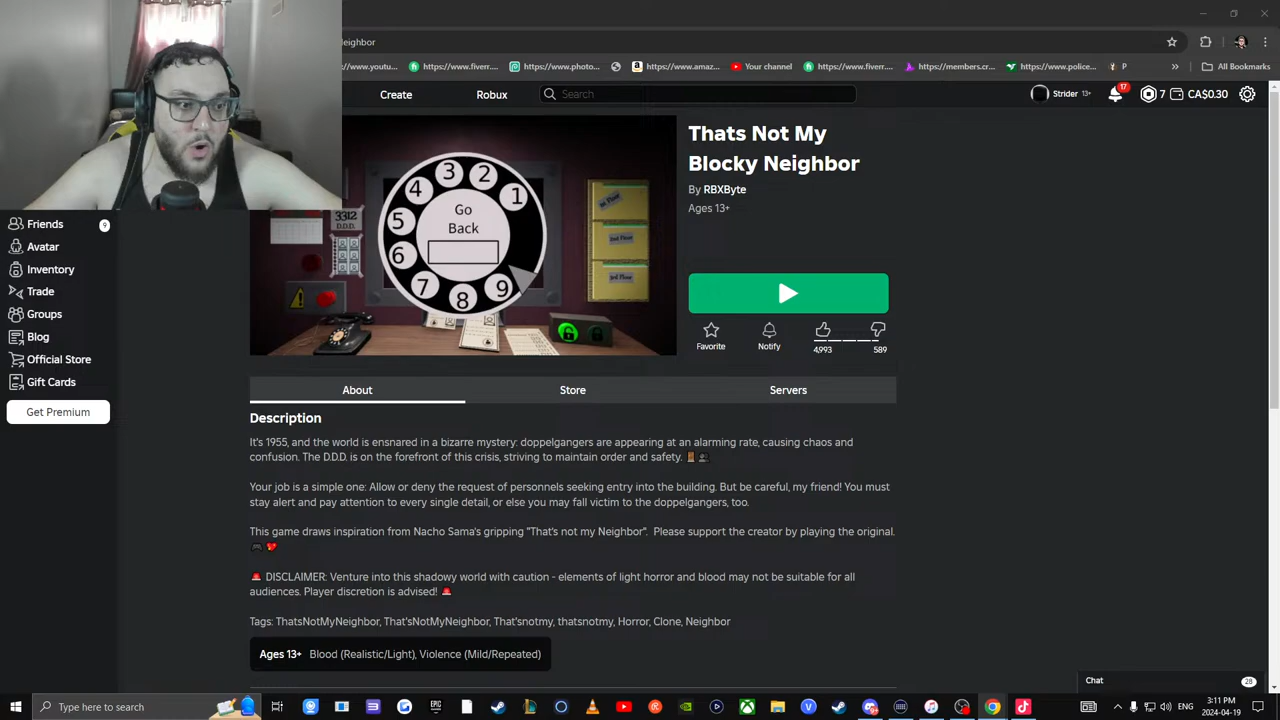 eighbor
//www.youtu...
https://www.fiverr....
https://www.photo...
https://www.amaz...
Your channel
https://www.fiverr....
https://members.cr...
https://www.police...
P
»
All Bookmarks
Create
Robux
Search
Strider 13+
17
7
CA$0.30
Thats Not My
Blocky Neighbor
By RBXByte
Ages 13+
1
2
3
4
5
6
7
8
9
Go
Back
3312
D.D.D.
2nd Floor
3rd Floor
Friends
9
Avatar
Inventory
Trade
Groups
Blog
Official Store
Gift Cards
Get Premium
Favorite
Notify
4,993
589
About
Store
Servers
Description
It's 1955, and the world is ensnared in a bizarre mystery: doppelgangers are appearing at an alarming rate, causing chaos and
confusion. The D.D.D. is on the forefront of this crisis, striving to maintain order and safety.
Your job is a simple one: Allow or deny the request of personnels seeking entry into the building. But be careful, my friend! You must
stay alert and pay attention to every single detail, or else you may fall victim to the doppelgangers, too.
This game draws inspiration from Nacho Sama's gripping "That's not my Neighbor". Please support the creator by playing the original.
🎮 💖
🚨 DISCLAIMER: Venture into this shadowy world with caution - elements of light horror and blood may not be suitable for all
audiences. Player discretion is advised! 🚨
Tags: ThatsNotMyNeighbor, That'sNotMyNeighbor, That'snotmy, thatsnotmy, Horror, Clone, Neighbor
Ages 13+ Blood (Realistic/Light), Violence (Mild/Repeated)
Chat
28
Type here to search
ENG
3:11 PM
2024-04-19